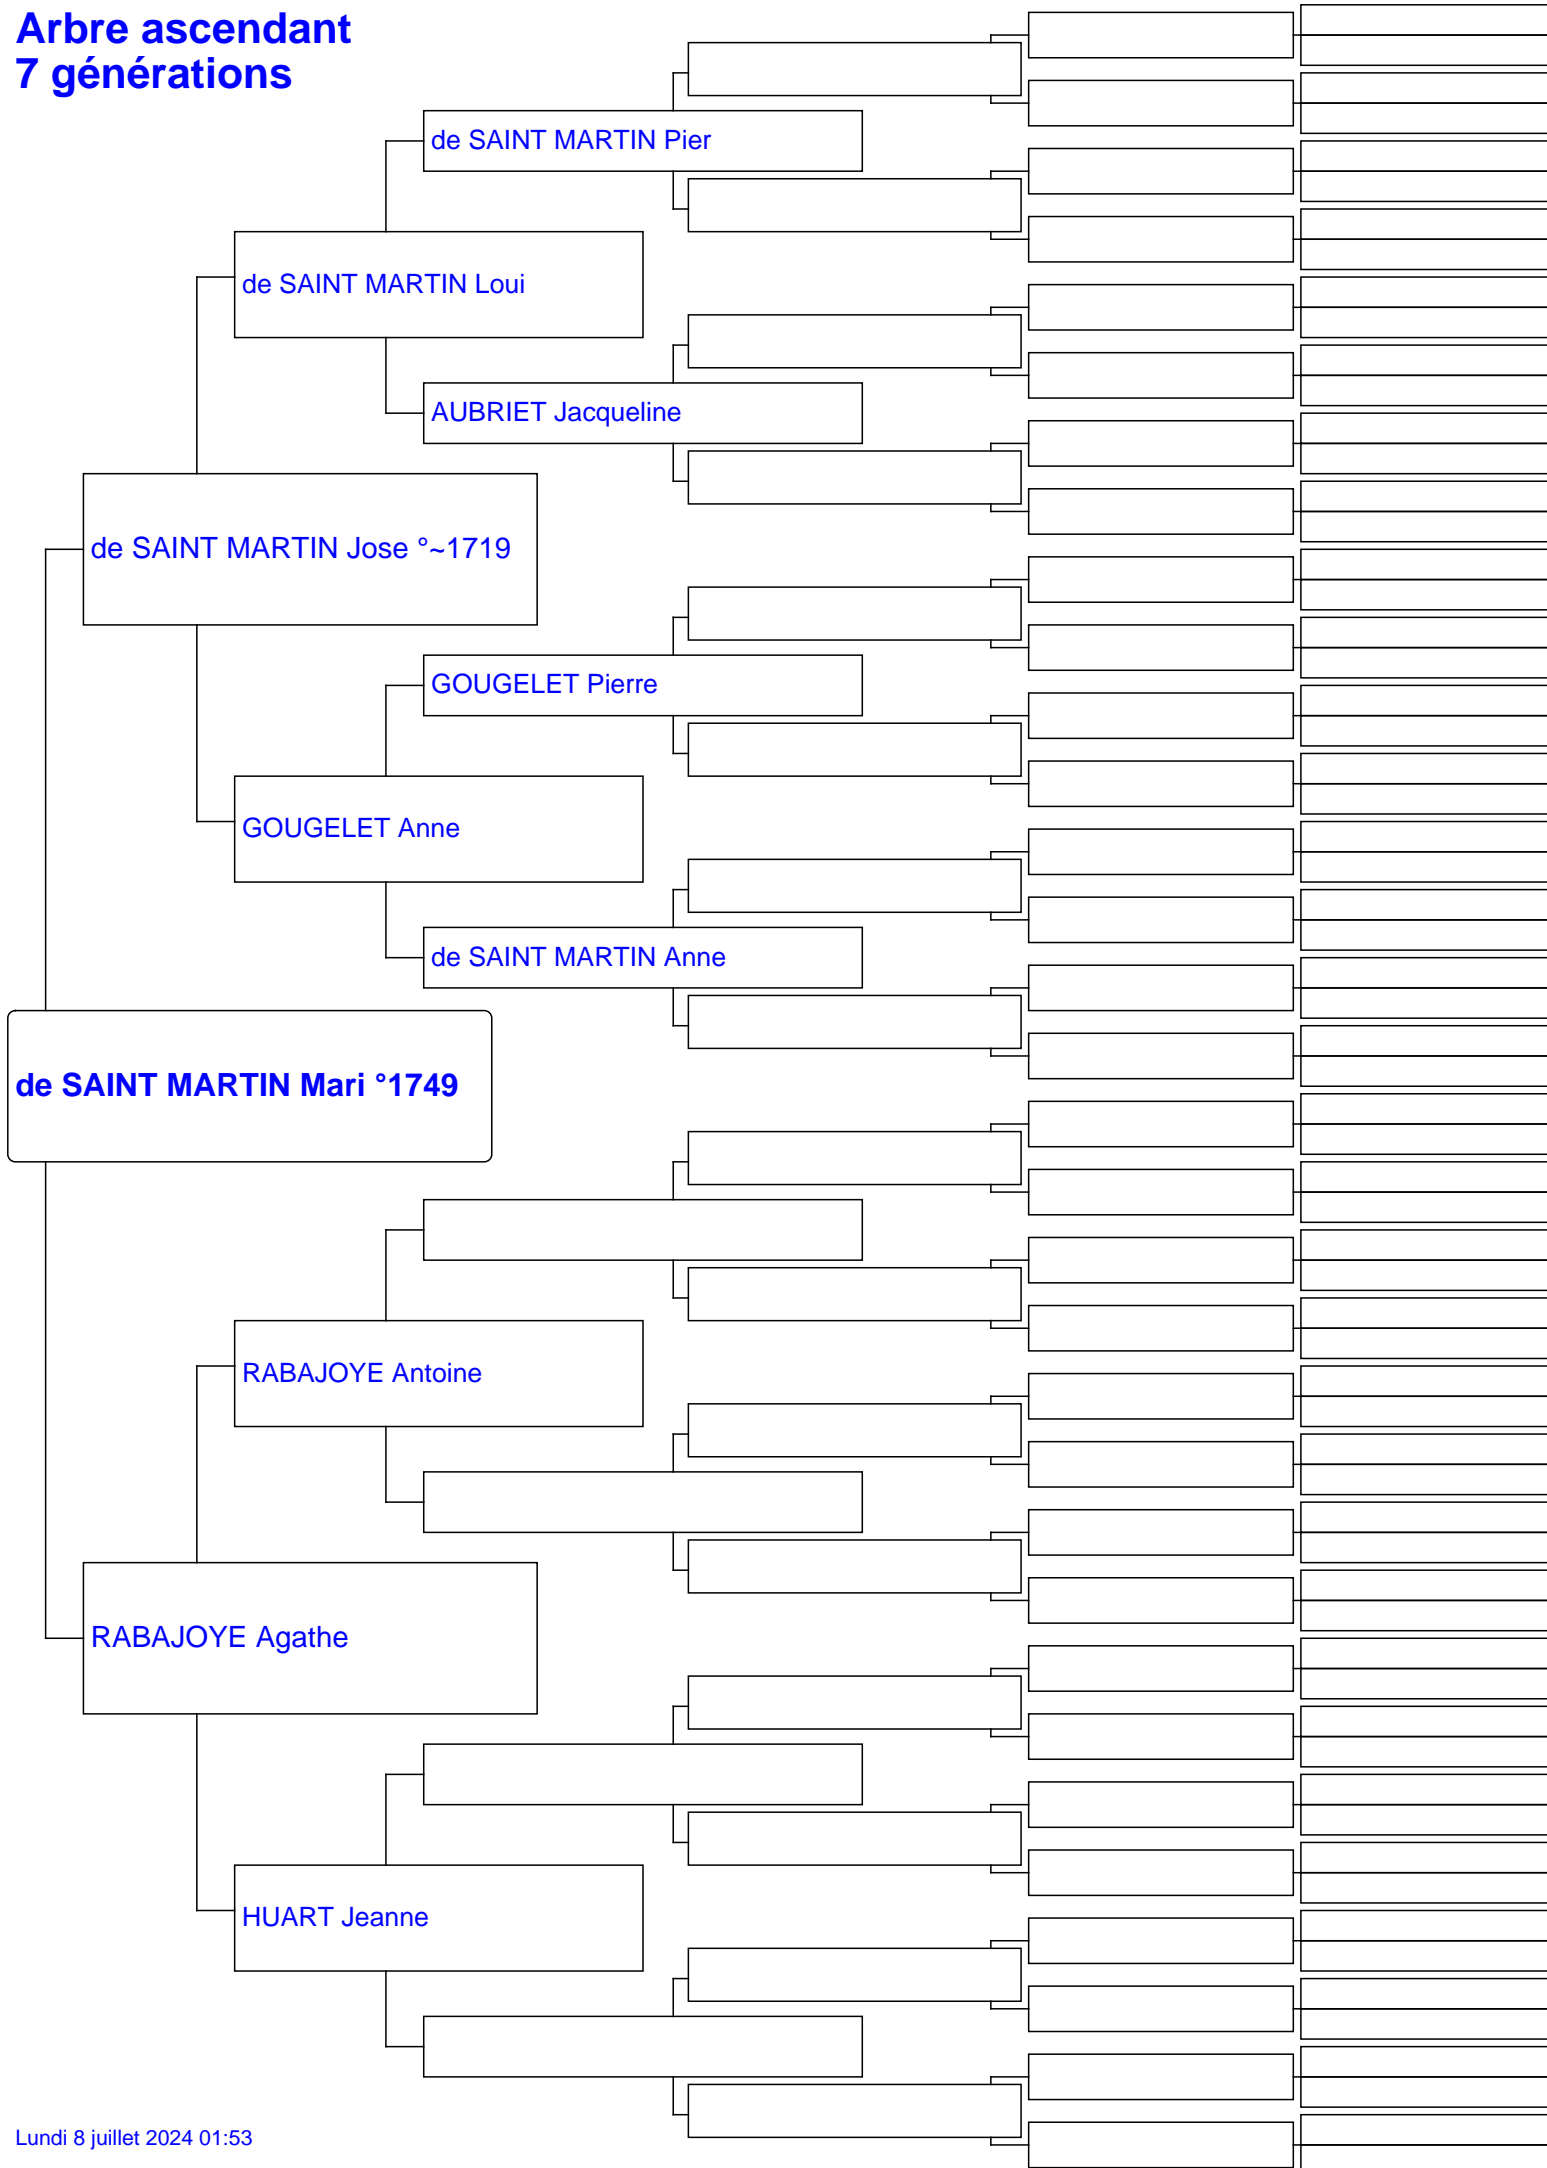 Arbre ascendant
7 générations
de SAINT MARTIN Pier
de SAINT MARTIN Loui
AUBRIET Jacqueline
de SAINT MARTIN Jose °~1719
GOUGELET Pierre
GOUGELET Anne
de SAINT MARTIN Anne
de SAINT MARTIN Mari °1749
RABAJOYE Antoine
RABAJOYE Agathe
HUART Jeanne
Lundi 8 juillet 2024 01:53